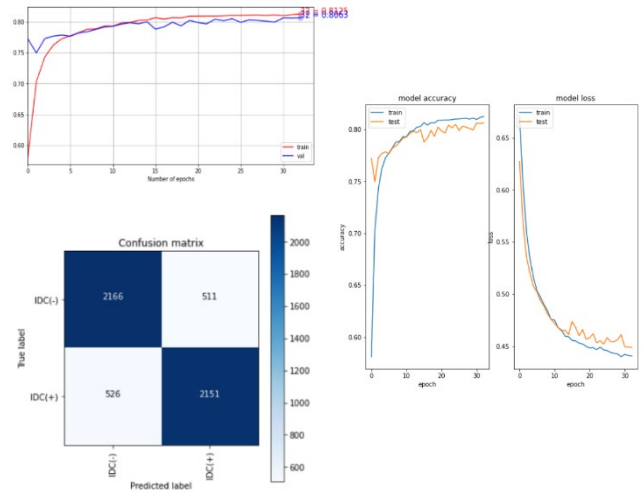 0.80
0.75
0.70
0.65
0.60
0 5 10 15 20 25 30
Number of epochs
train
val
= 0.8125
= 0.8063
Confusion matrix
IDC(-)
IDC(+)
2166 511
526 2151
True label
IDC(-) IDC(+)
Predicted label
2000
1800
1600
1400
1200
1000
800
600
model accuracy
train
test
0.80
0.75
0.70
0.65
0.60
accuracy
0 10 20 30
epoch
model loss
train
test
0.65
0.60
0.55
0.50
0.45
loss
0 10 20 30
epoch